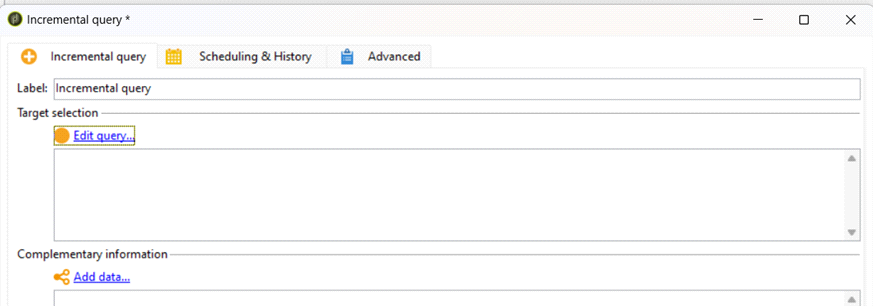 Incremental query *
Incremental query Scheduling & History Advanced
Label: Incremental query
Target selection
Edit query...
Complementary information
Add data...